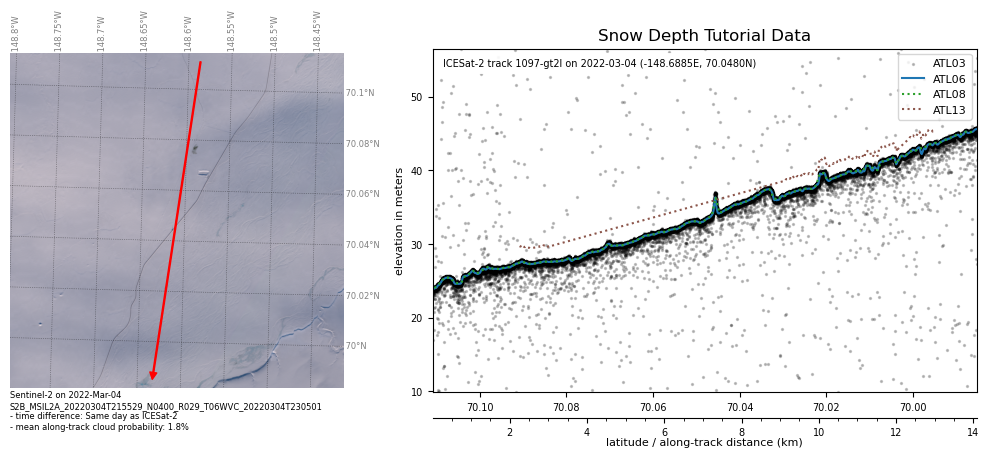 148.8°W
148.75°W
148.7°W
148.65°W
148.6°W
148.55°W
148.5°W
148.45°W
70.1°N
70.08°N
70.06°N
70.04°N
70.02°N
70°N
Sentinel-2 on 2022-Mar-04
S2B_MSIL2A_20220304T215529_N0400_R029_T06WVC_20220304T230501
- time difference: Same day as ICESat-2
- mean along-track cloud probability: 1.8%
Snow Depth Tutorial Data
ICESat-2 track 1097-gt2l on 2022-03-04 (-148.6885E, 70.0480N)
ATL03
ATL06
ATL08
ATL13
elevation in meters
50
40
30
20
10
70.10 70.08 70.06 70.04 70.02 70.00
2 4 6 8 10 12 14
latitude / along-track distance (km)